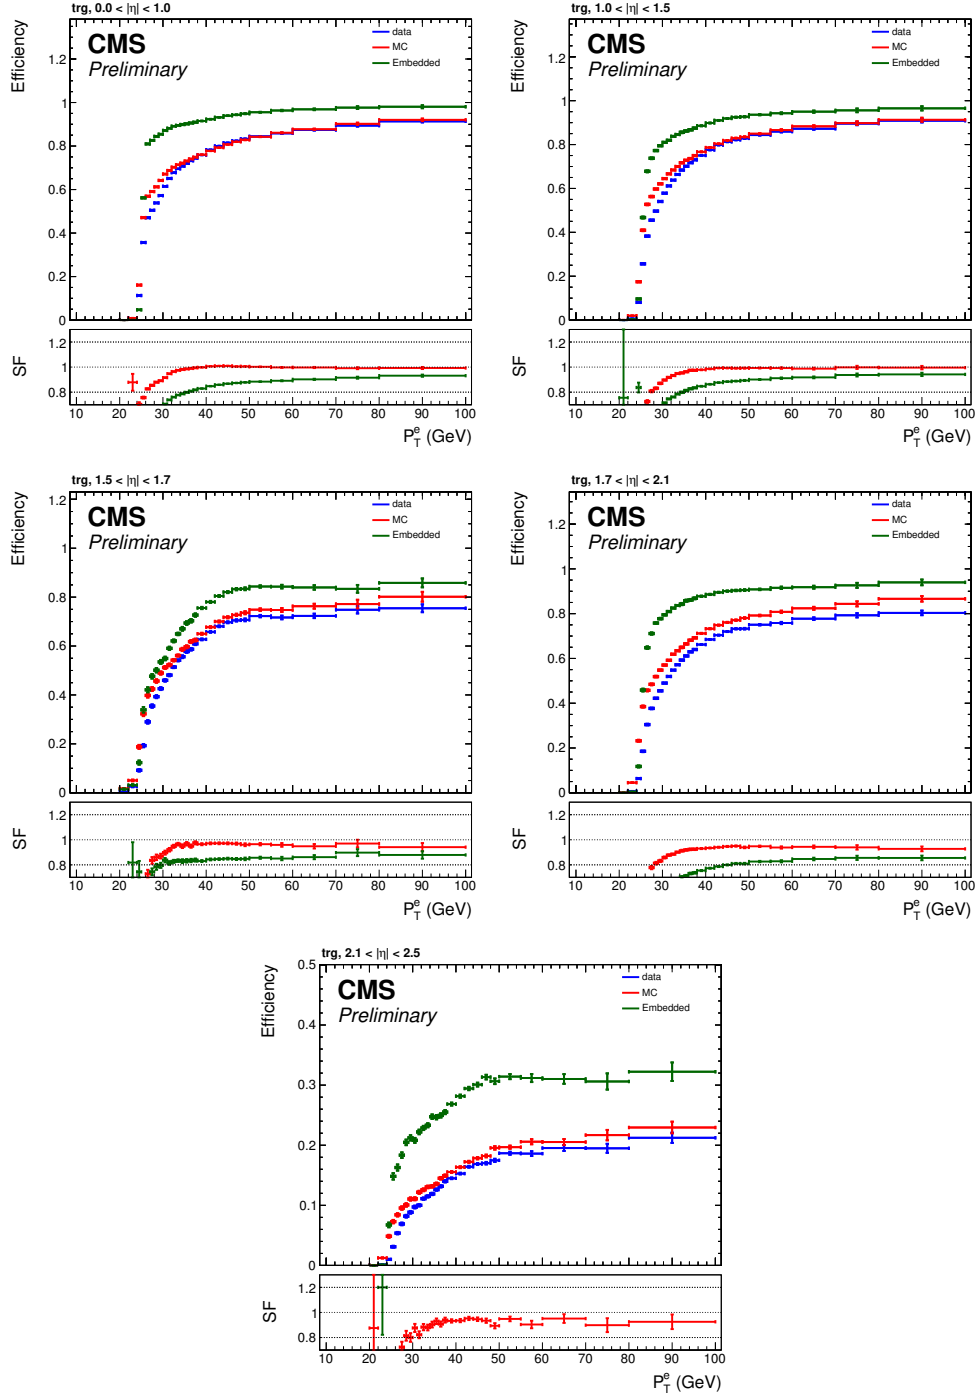 trg, 0.0 < |η| < 1.0
Efficiency
1.2
1
0.8
0.6
0.4
0.2
0
CMS
Preliminary
data
MC
Embedded
SF
1.2
1
0.8
10 20 30 40 50 60 70 80 90 100
P_T^e (GeV)
trg, 1.0 < |η| < 1.5
Efficiency
1.2
1
0.8
0.6
0.4
0.2
0
CMS
Preliminary
data
MC
Embedded
SF
1.2
1
0.8
10 20 30 40 50 60 70 80 90 100
P_T^e (GeV)
trg, 1.5 < |η| < 1.7
Efficiency
1.2
1
0.8
0.6
0.4
0.2
0
CMS
Preliminary
data
MC
Embedded
SF
1.2
1
0.8
10 20 30 40 50 60 70 80 90 100
P_T^e (GeV)
trg, 1.7 < |η| < 2.1
Efficiency
1.2
1
0.8
0.6
0.4
0.2
0
CMS
Preliminary
data
MC
Embedded
SF
1.2
1
0.8
10 20 30 40 50 60 70 80 90 100
P_T^e (GeV)
trg, 2.1 < |η| < 2.5
Efficiency
0.5
0.4
0.3
0.2
0.1
0
CMS
Preliminary
data
MC
Embedded
SF
1.2
1
0.8
10 20 30 40 50 60 70 80 90 100
P_T^e (GeV)